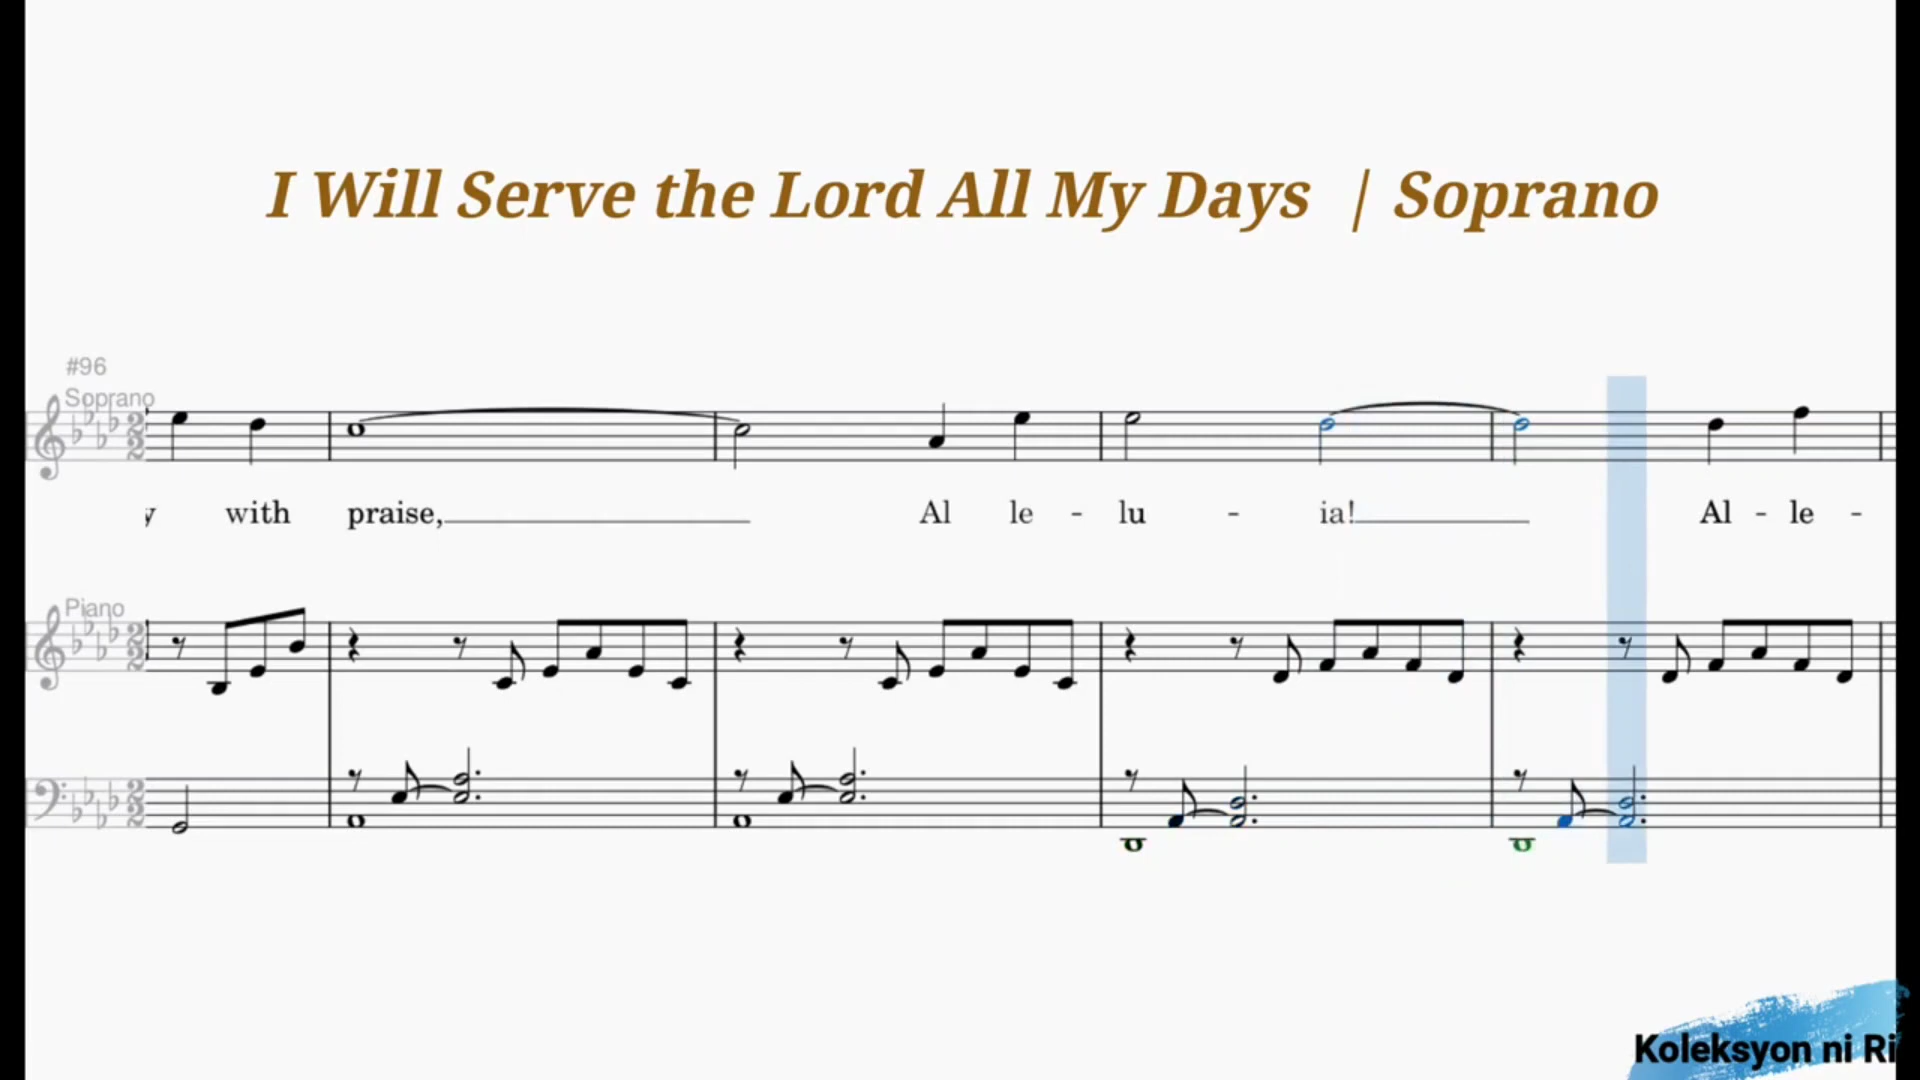 I Will Serve the Lord All My Days | Soprano
#96
Soprano
y with praise, Al le - lu - ia! Al - le -
Piano
Koleksyon ni Ri